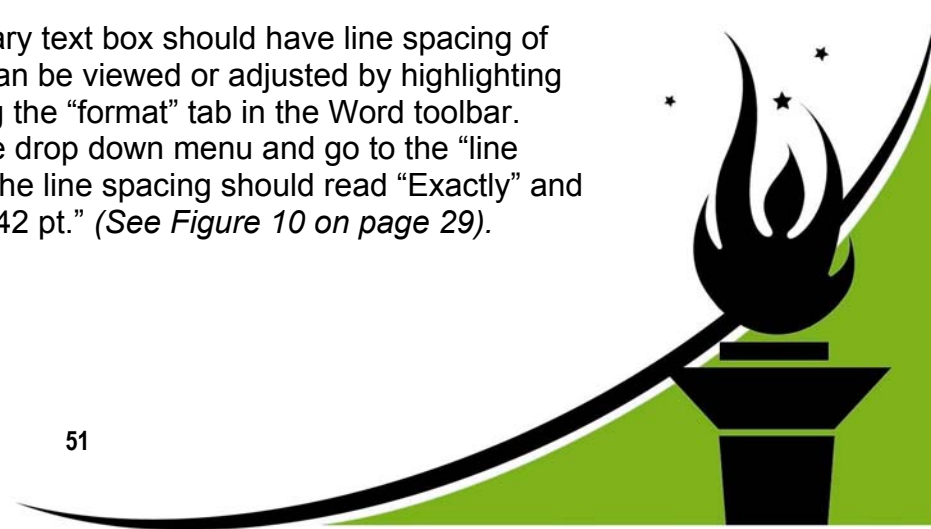 ary text box should have line spacing of
an be viewed or adjusted by highlighting
g the “format” tab in the Word toolbar.
e drop down menu and go to the “line
he line spacing should read “Exactly” and
42 pt.” (See Figure 10 on page 29).
51